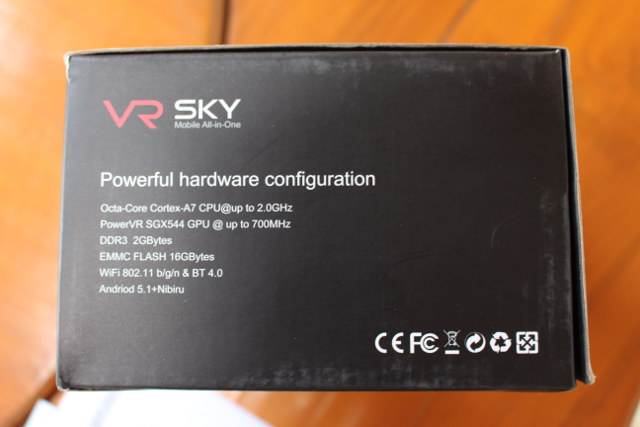 VR SKY
Mobile All-in-One
Powerful hardware configuration
Octa-Core Cortex-A7 CPU@up to 2.0GHz
PowerVR SGX544 GPU @ up to 700MHz
DDR3 2GBytes
EMMC FLASH 16GBytes
WiFi 802.11 b/g/n & BT 4.0
Andriod 5.1+Nibiru
CE FC